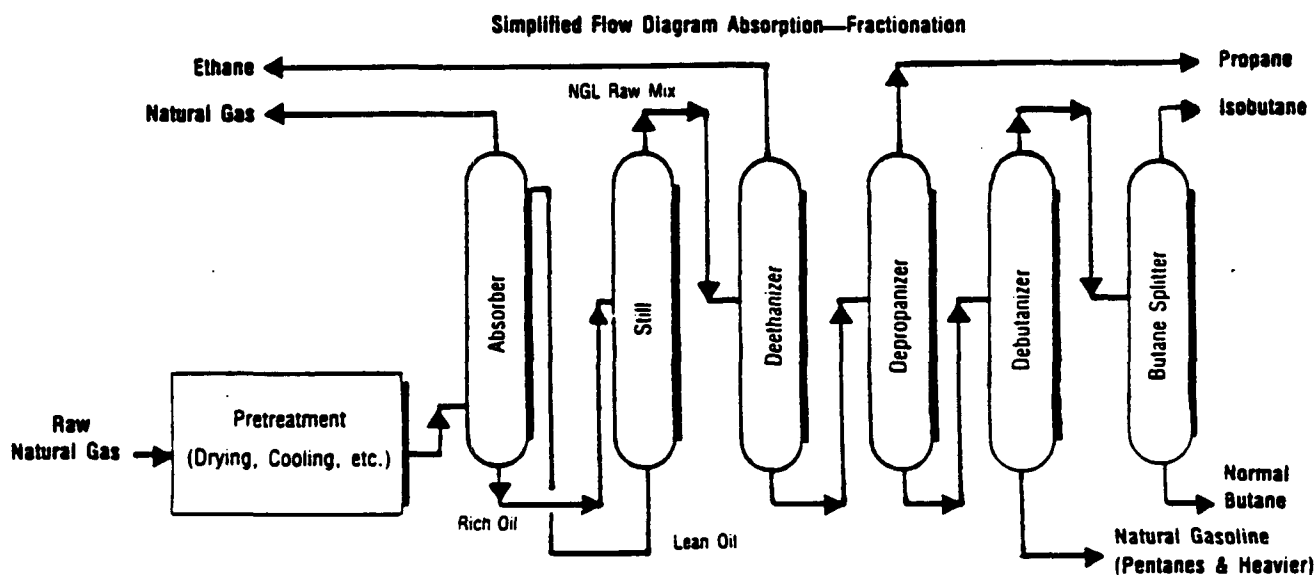 Simplified Flow Diagram Absorption—Fractionation
Ethane
Propane
NGL Raw Mix
Natural Gas
Isobutane
Absorber
Still
Deethanizer
Depropanizer
Debutanizer
Butane Splitter
Raw
Natural Gas
Pretreatment
(Drying, Cooling, etc.)
Rich Oil
Lean Oil
Normal
Butane
Natural Gasoline
(Pentanes & Heavier)